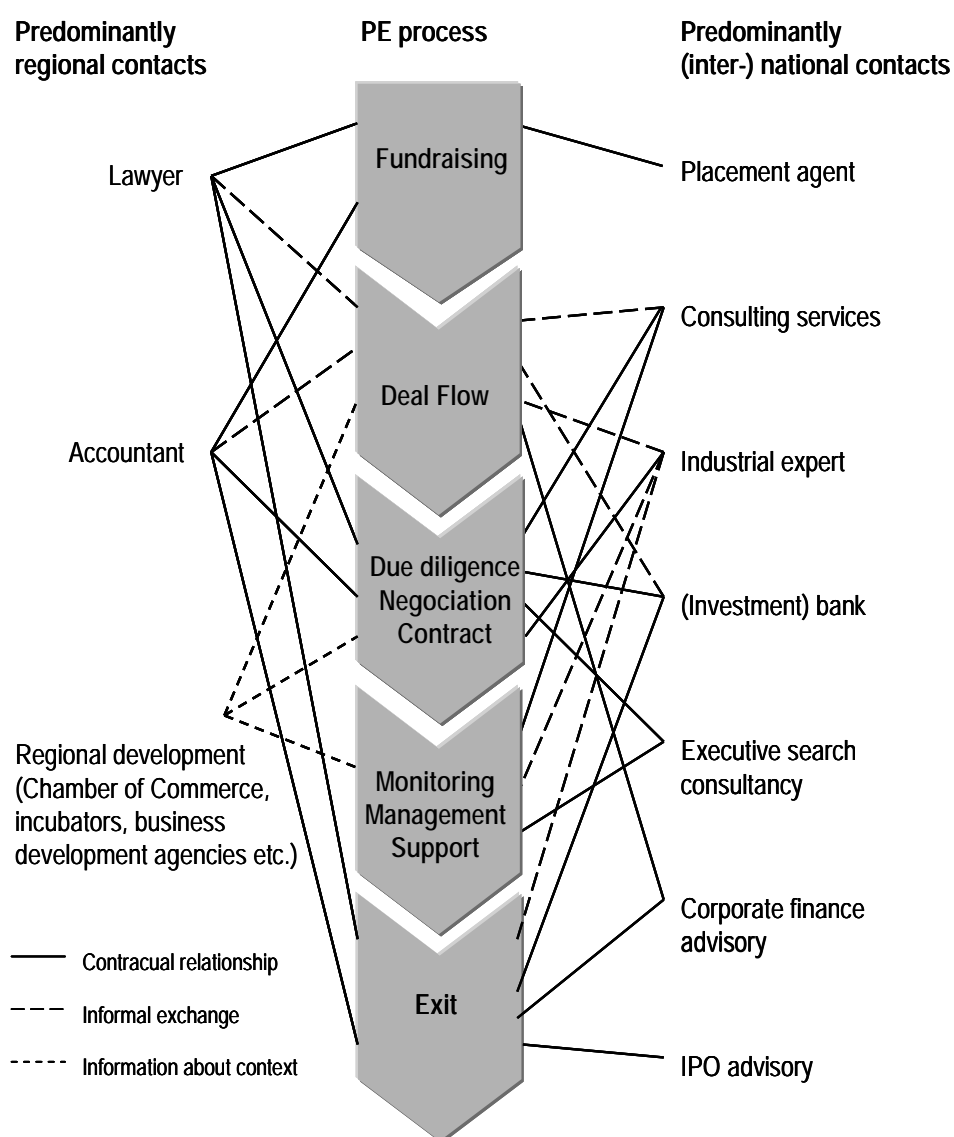 Predominantly
regional contacts
PE process
Predominantly
(inter-) national contacts
Lawyer
Accountant
Regional development
(Chamber of Commerce,
incubators, business
development agencies etc.)
Fundraising
Deal Flow
Due diligence
Negociation
Contract
Monitoring
Management
Support
Exit
Placement agent
Consulting services
Industrial expert
(Investment) bank
Executive search
consultancy
Corporate finance
advisory
IPO advisory
Contracual relationship
Informal exchange
Information about context